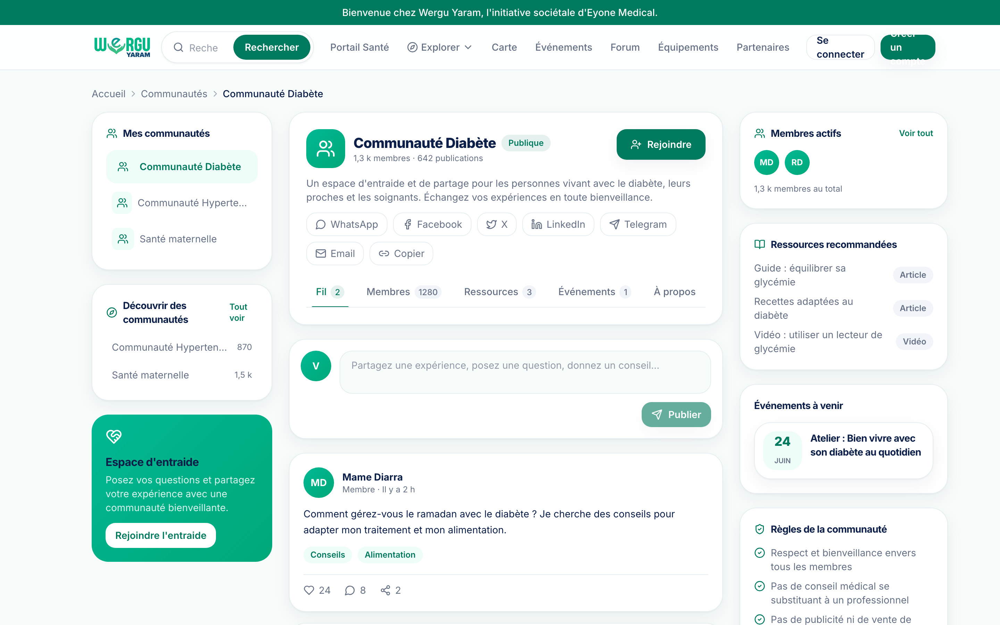 Bienvenue chez Wergu Yaram, l'initiative sociétale d'Eyone Medical.
WeRGU
YARAM
Reche
Rechercher
Portail Santé
Explorer
Carte
Événements
Forum
Équipements
Partenaires
Se
connecter
Créer
un
compte
Accueil > Communautés > Communauté Diabète
Mes communautés
Communauté Diabète
Communauté Hyperte...
Santé maternelle
Découvrir des
communautés
Tout
voir
Communauté Hyperten... 870
Santé maternelle 1,5 k
Espace d'entraide
Posez vos questions et partagez
votre expérience avec une
communauté bienveillante.
Rejoindre l'entraide
Communauté Diabète Publique
1,3 k membres · 642 publications
Rejoindre
Un espace d'entraide et de partage pour les personnes vivant avec le diabète, leurs
proches et les soignants. Échangez vos expériences en toute bienveillance.
WhatsApp Facebook X LinkedIn Telegram
Email Copier
Fil 2 Membres 1280 Ressources 3 Événements 1 À propos
V
Partagez une expérience, posez une question, donnez un conseil...
Publier
MD
Mame Diarra
Membre · Il y a 2 h
Comment gérez-vous le ramadan avec le diabète ? Je cherche des conseils pour
adapter mon traitement et mon alimentation.
Conseils Alimentation
24 8 2
Membres actifs Voir tout
MD RD
1,3 k membres au total
Ressources recommandées
Guide : équilibrer sa
glycémie
Article
Recettes adaptées au
diabète
Article
Vidéo : utiliser un lecteur de
glycémie
Vidéo
Événements à venir
24
JUIN
Atelier : Bien vivre avec
son diabète au quotidien
Règles de la communauté
Respect et bienveillance envers
tous les membres
Pas de conseil médical se
substituant à un professionnel
Pas de publicité ni de vente de